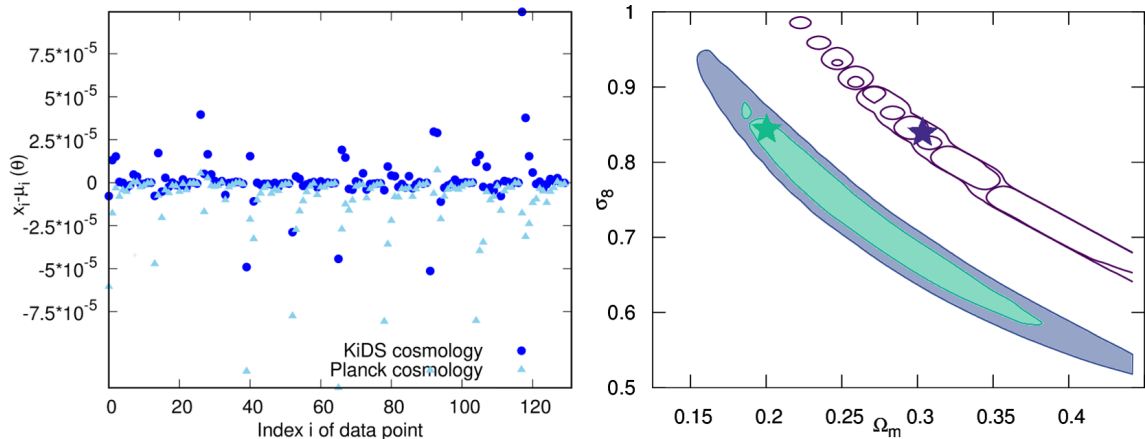 7.5*10-5
5*10-5
2.5*10-5
0
-2.5*10-5
-5*10-5
-7.5*10-5
xi-μi (θ)
KiDS cosmology
Planck cosmology
0 20 40 60 80 100 120
Index i of data point
1
0.9
0.8
0.7
0.6
0.5
σ8
0.15 0.2 0.25 0.3 0.35 0.4
Ωm